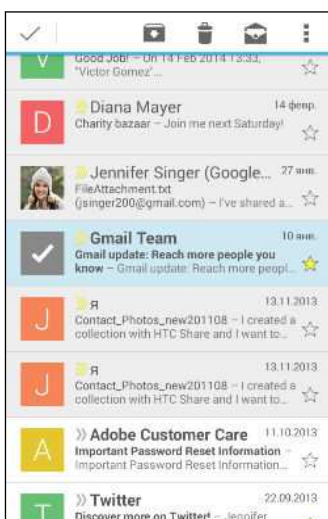 V
Good Job! – On 14 Feb 2014 13:33,
"Victor Gomez"...
D
Diana Mayer 14 февр.
Charity bazaar – Join me next Saturday!
Jennifer Singer (Google... 27 янв.
FileAttachment.txt
(jsinger200@gmail.com) – I've shared a...
Gmail Team 10 янв.
Gmail update: Reach more people you
know – Gmail update: Reach more peopl...
J
я 13.11.2013
Contact_Photos_new201108 – I created a
collection with HTC Share and I want to...
J
я 13.11.2013
Contact_Photos_new201108 – I created a
collection with HTC Share and I want to...
A
Adobe Customer Care 11.10.2013
Important Password Reset Information –
Important Password Reset Information...
T
Twitter 22.09.2013
Discover more on Twitter! – Jennifer